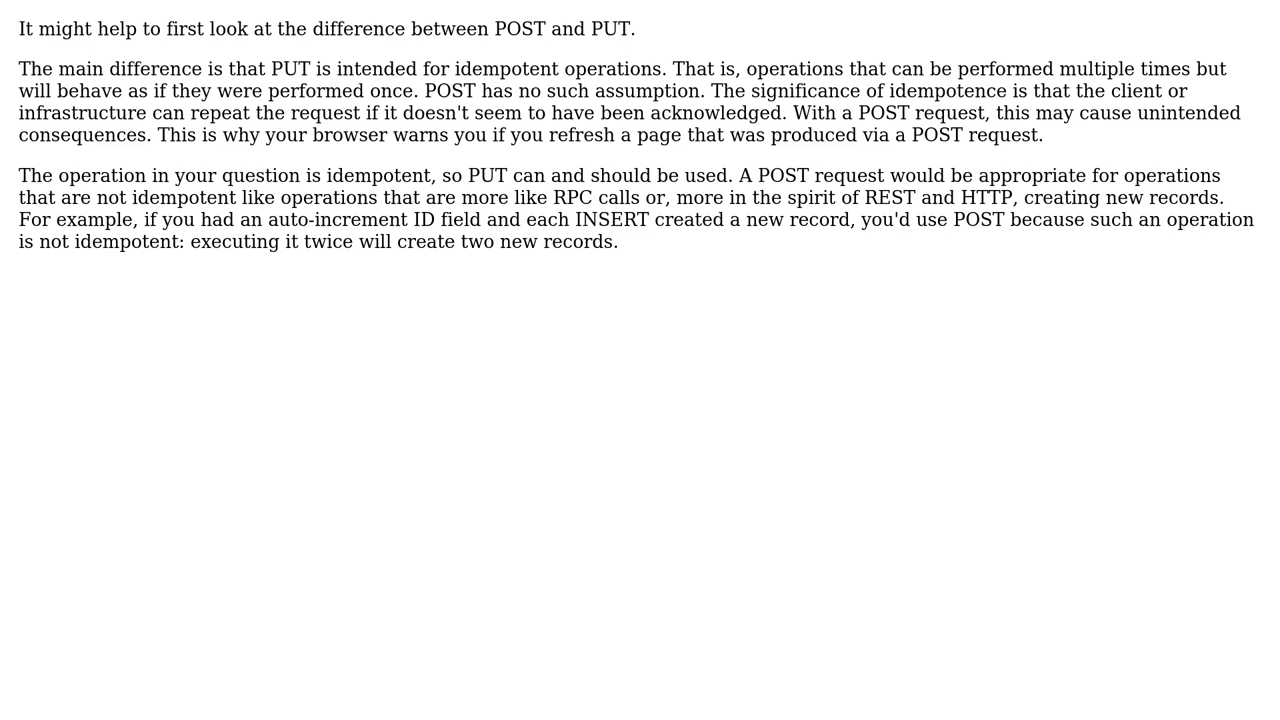 It might help to first look at the difference between POST and PUT.
The main difference is that PUT is intended for idempotent operations. That is, operations that can be performed multiple times but
will behave as if they were performed once. POST has no such assumption. The significance of idempotence is that the client or
infrastructure can repeat the request if it doesn't seem to have been acknowledged. With a POST request, this may cause unintended
consequences. This is why your browser warns you if you refresh a page that was produced via a POST request.
The operation in your question is idempotent, so PUT can and should be used. A POST request would be appropriate for operations
that are not idempotent like operations that are more like RPC calls or, more in the spirit of REST and HTTP, creating new records.
For example, if you had an auto-increment ID field and each INSERT created a new record, you'd use POST because such an operation
is not idempotent: executing it twice will create two new records.